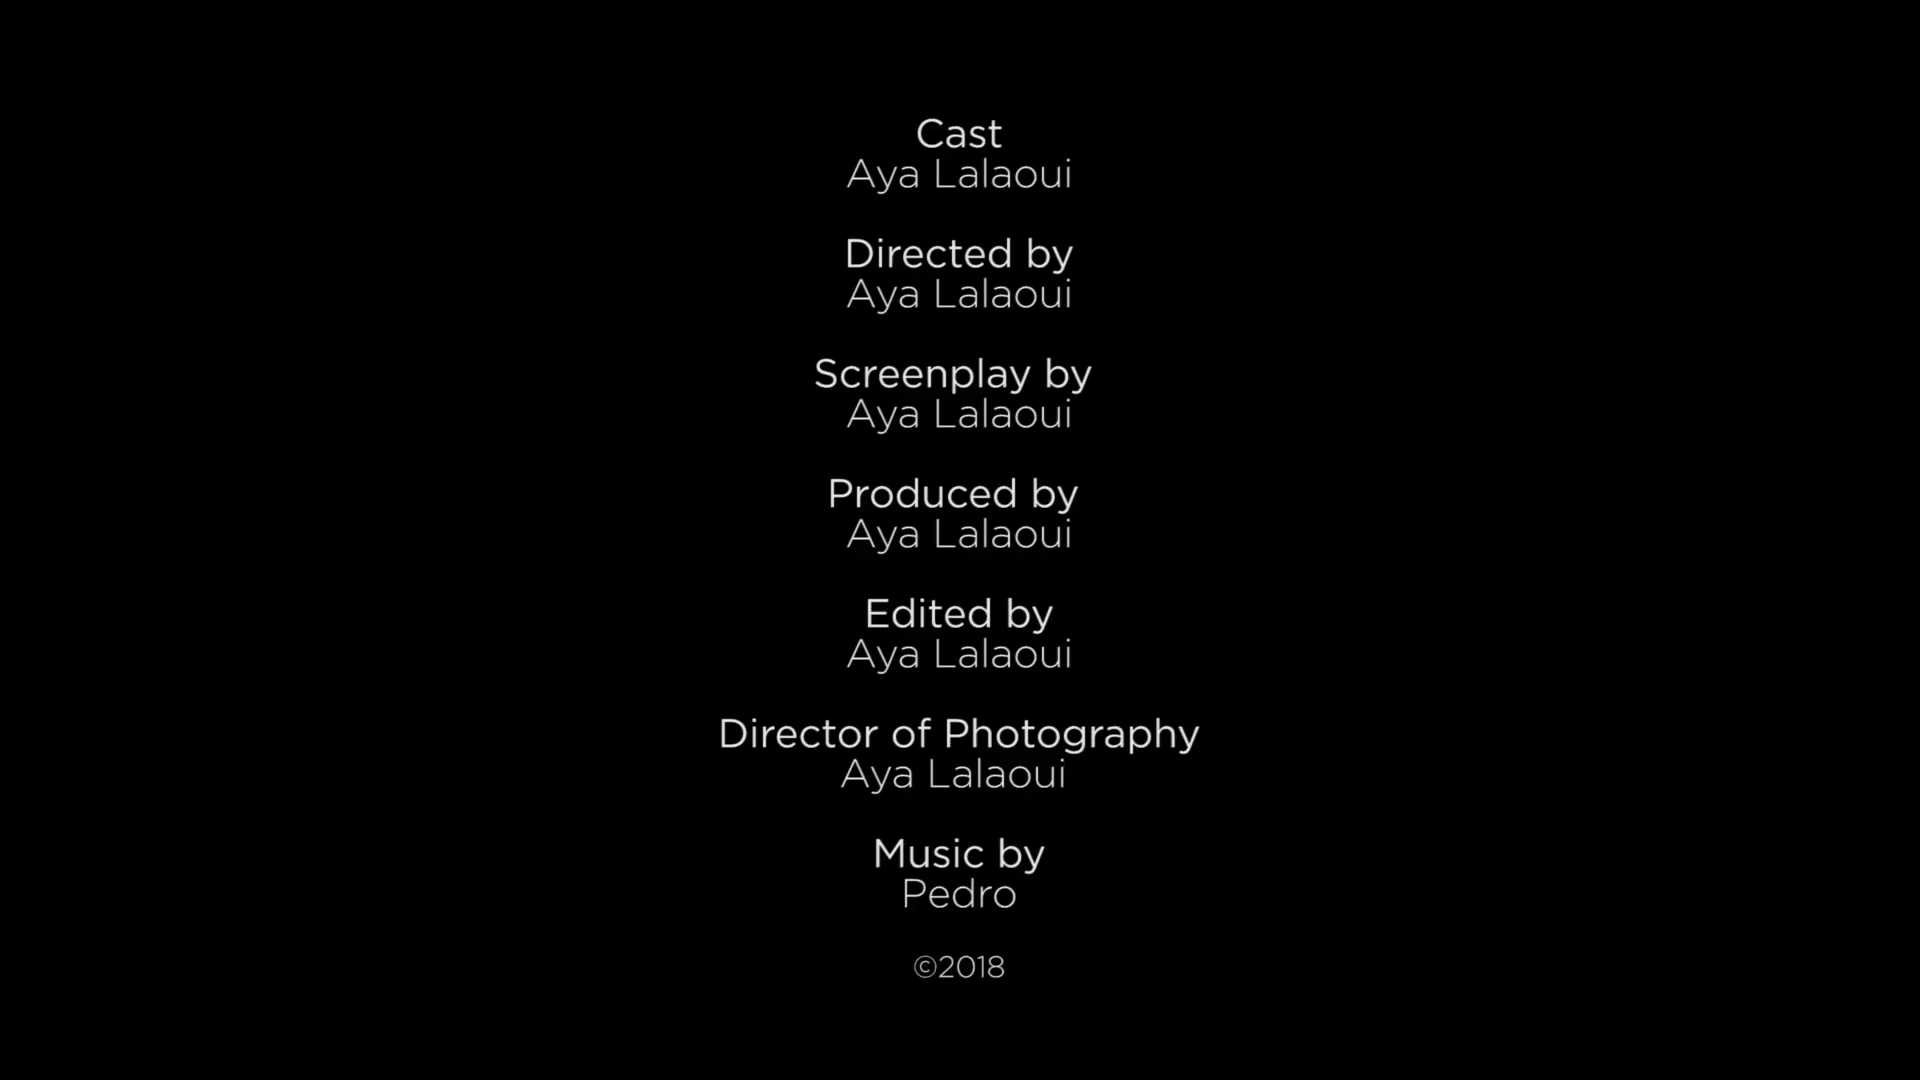 Cast
Aya Lalaoui
Directed by
Aya Lalaoui
Screenplay by
Aya Lalaoui
Produced by
Aya Lalaoui
Edited by
Aya Lalaoui
Director of Photography
Aya Lalaoui
Music by
Pedro
©2018